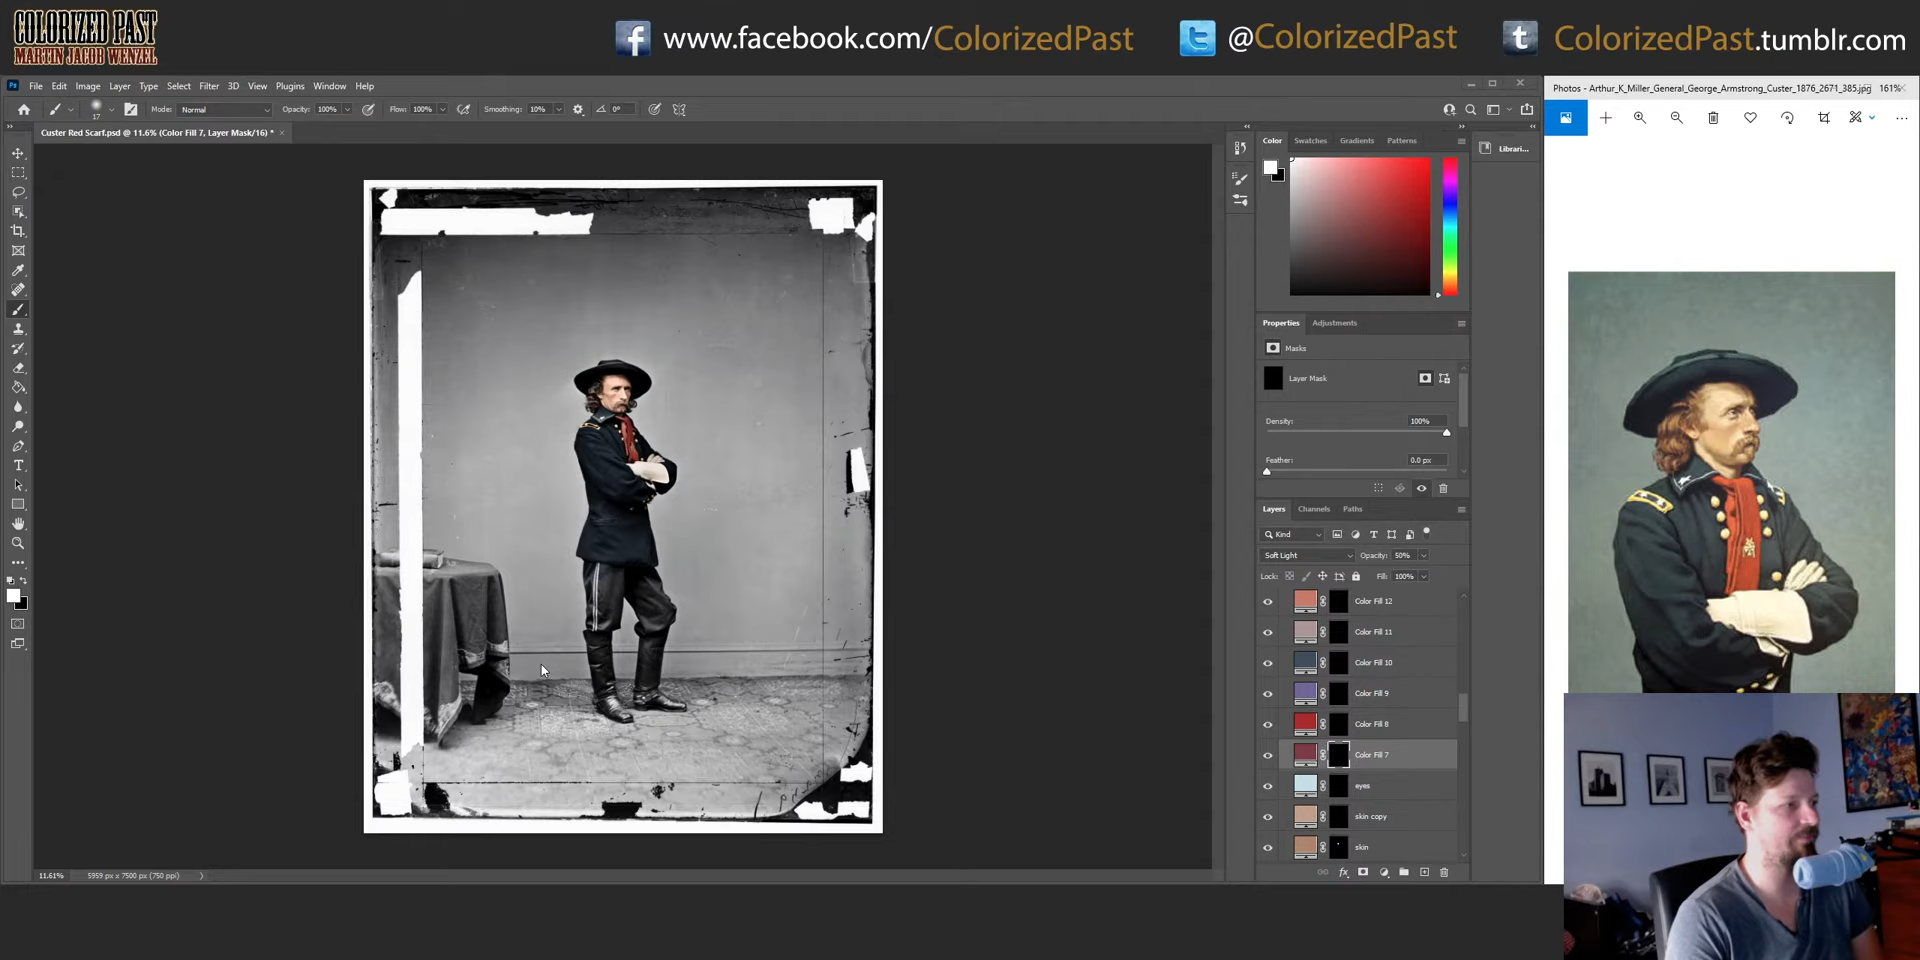 COLORIZED PAST
MARTIN JACOB WENZEL
f www.facebook.com/ColorizedPast
@ColorizedPast
t ColorizedPast.tumblr.com
Ps File Edit Image Layer Type Select Filter 3D View Plugins Window Help
17 Mode: Normal Opacity: 100% Flow: 100% Smoothing: 10% 0°
Custer Red Scarf.psd @ 11.6% (Color Fill 7, Layer Mask/16) *
Color Swatches Gradients Patterns
Librari...
Properties Adjustments
Masks
Layer Mask
Density: 100%
Feather: 0.0 px
Layers Channels Paths
Kind
Soft Light Opacity: 50%
Lock: Fill: 100%
Color Fill 12
Color Fill 11
Color Fill 10
Color Fill 9
Color Fill 8
Color Fill 7
eyes
skin copy
skin
fx
11.61% 5959 px x 7500 px (750 ppi)
Photos - Arthur_K_Miller_General_George_Armstrong_Custer_1876_2671_385.jpg 161%